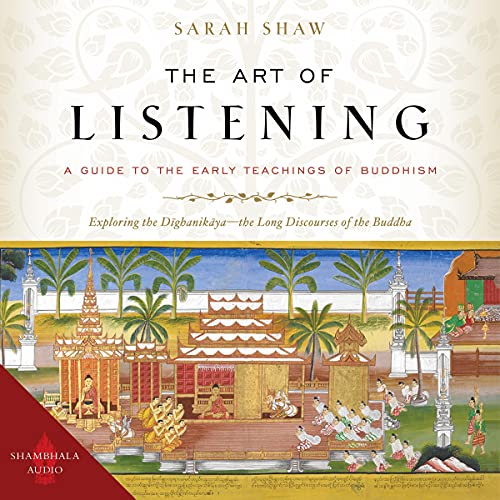 SARAH SHAW
THE ART OF
LISTENING
A GUIDE TO THE EARLY TEACHINGS OF BUDDHISM
Exploring the Dīghanikāya—the Long Discourses of the Buddha
SHAMBHALA
AUDIO